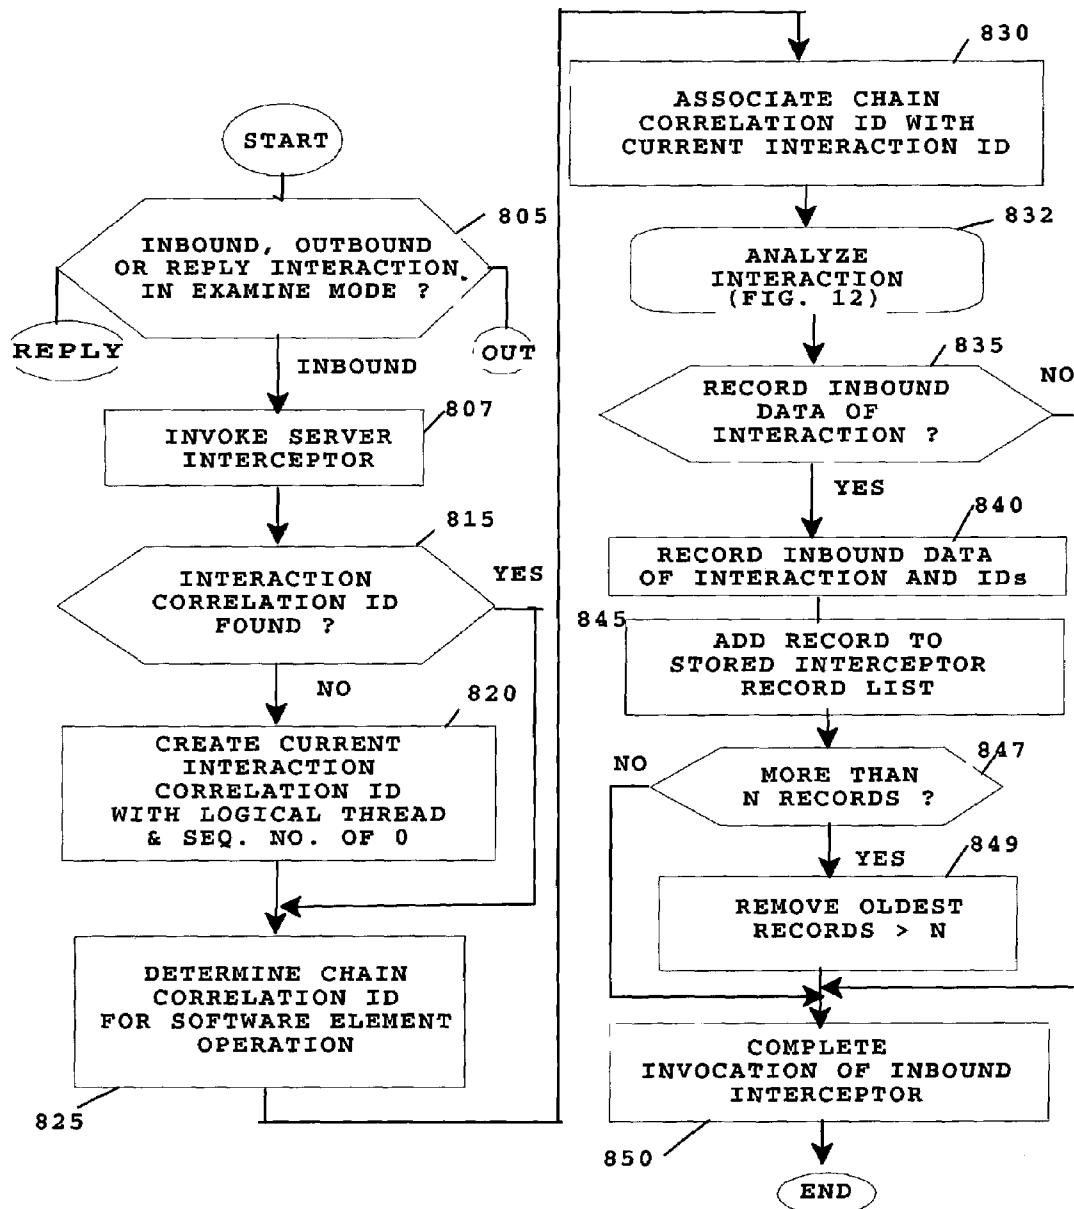 START
805
INBOUND, OUTBOUND
OR REPLY INTERACTION
IN EXAMINE MODE ?
REPLY
OUT
INBOUND
807
INVOKE SERVER
INTERCEPTOR
815
INTERACTION
CORRELATION ID
FOUND ?
YES
NO
820
CREATE CURRENT
INTERACTION
CORRELATION ID
WITH LOGICAL THREAD
& SEQ. NO. OF 0
DETERMINE CHAIN
CORRELATION ID
FOR SOFTWARE ELEMENT
OPERATION
825
830
ASSOCIATE CHAIN
CORRELATION ID WITH
CURRENT INTERACTION ID
832
ANALYZE
INTERACTION
(FIG. 12)
835
RECORD INBOUND
DATA OF
INTERACTION ?
NO
YES
840
RECORD INBOUND DATA
OF INTERACTION AND IDs
845
ADD RECORD TO
STORED INTERCEPTOR
RECORD LIST
847
NO
MORE THAN
N RECORDS ?
YES
849
REMOVE OLDEST
RECORDS > N
COMPLETE
INVOCATION OF INBOUND
INTERCEPTOR
850
END